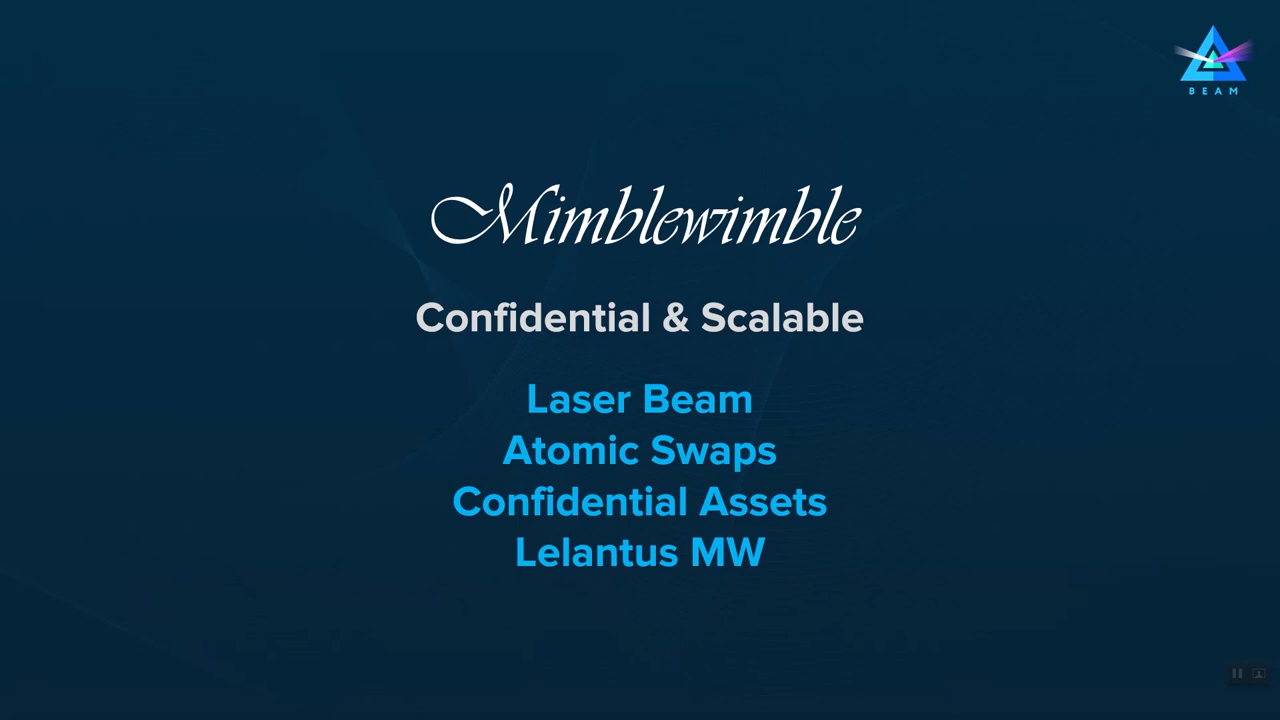 BEAM
Mimblewimble
Confidential & Scalable
Laser Beam
Atomic Swaps
Confidential Assets
Lelantus MW